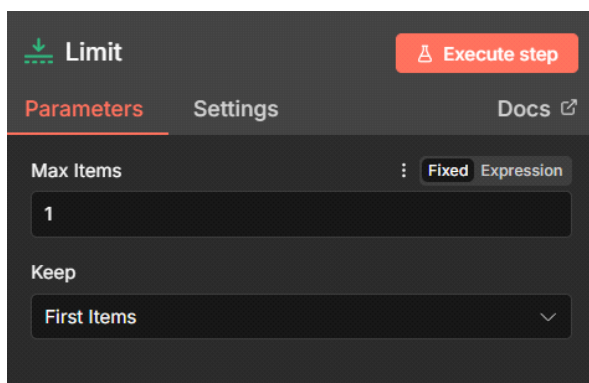 Limit
Execute step
Parameters
Settings
Docs
Max Items
Fixed
Expression
1
Keep
First Items